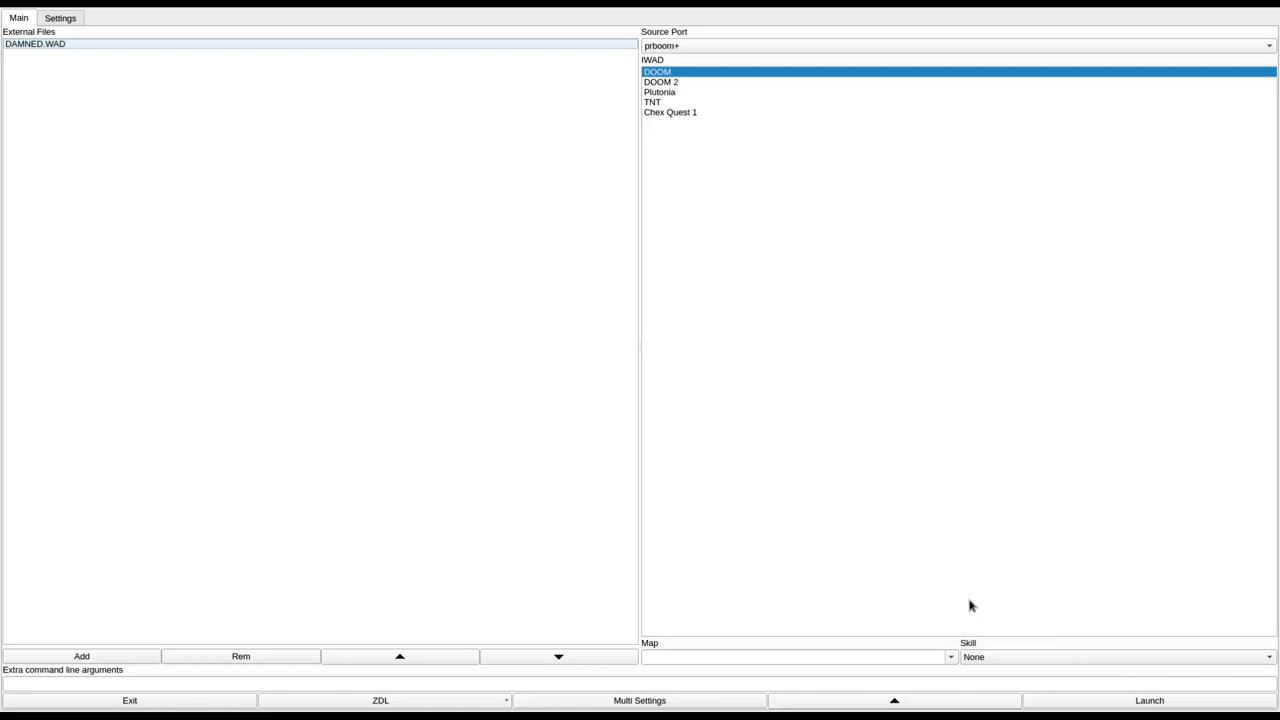 Main Settings
External Files
DAMNED.WAD
Source Port
prboom+
IWAD
DOOM
DOOM 2
Plutonia
TNT
Chex Quest 1
Map
Skill
None
Add
Rem
Extra command line arguments
Exit
ZDL
Multi Settings
Launch